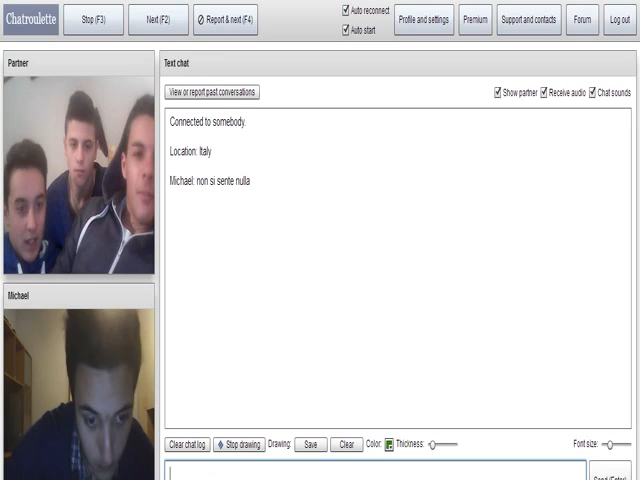 Chatroulette
Stop (F3)
Next (F2)
Report & next (F4)
Auto reconnect
Auto start
Profile and settings
Premium
Support and contacts
Forum
Log out
Partner
Text chat
View or report past conversations
Show partner
Receive audio
Chat sounds
Connected to somebody.
Location: Italy
Michael: non si sente nulla
Michael
Clear chat log
Stop drawing
Drawing:
Save
Clear
Color:
Thickness:
Font size:
Send (Enter)